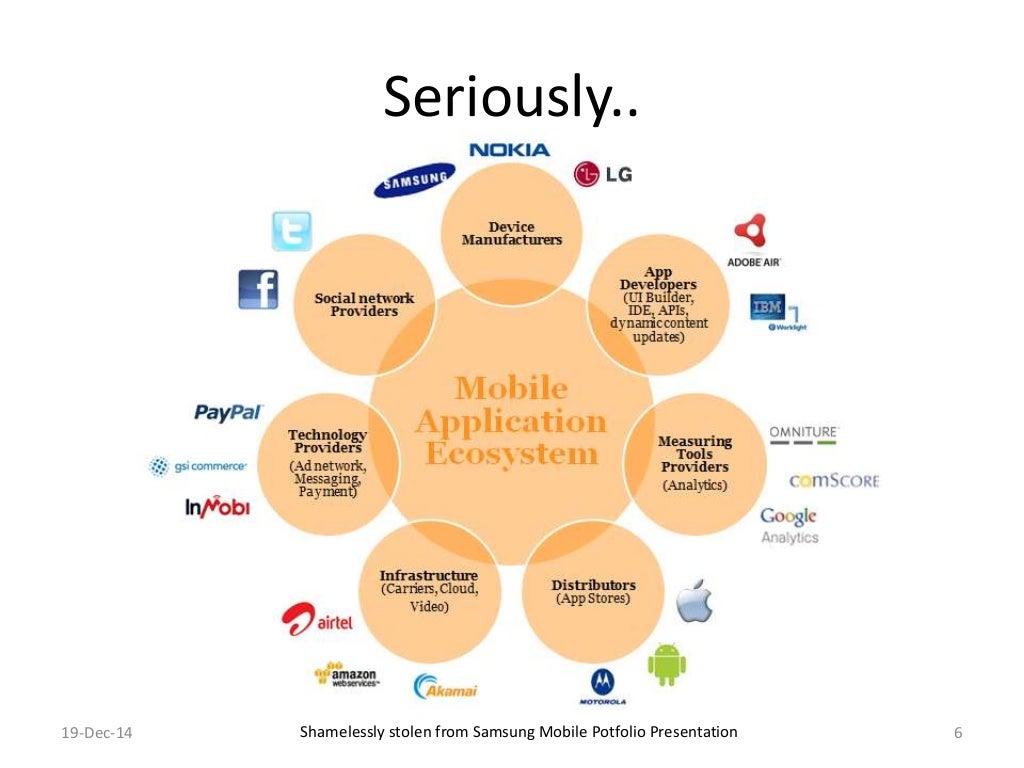 Seriously..
NOKIA
SAMSUNG
LG
Device
Manufacturers
ADOBE AIR
App
Developers
(UI Builder,
IDE, APIs,
dynamic content
updates)
IBM
Worklight
t
f
Social network
Providers
Mobile
Application
Ecosystem
PayPal
gsi commerce
InMobi
Technology
Providers
(Ad network,
Messaging,
Payment)
Measuring
Tools
Providers
(Analytics)
OMNITURE
comSCORE
Google
Analytics
Infrastructure
(Carriers, Cloud,
Video)
Distributors
(App Stores)
airtel
amazon
webservices™
Akamai
MOTOROLA
19-Dec-14
Shamelessly stolen from Samsung Mobile Potfolio Presentation
6